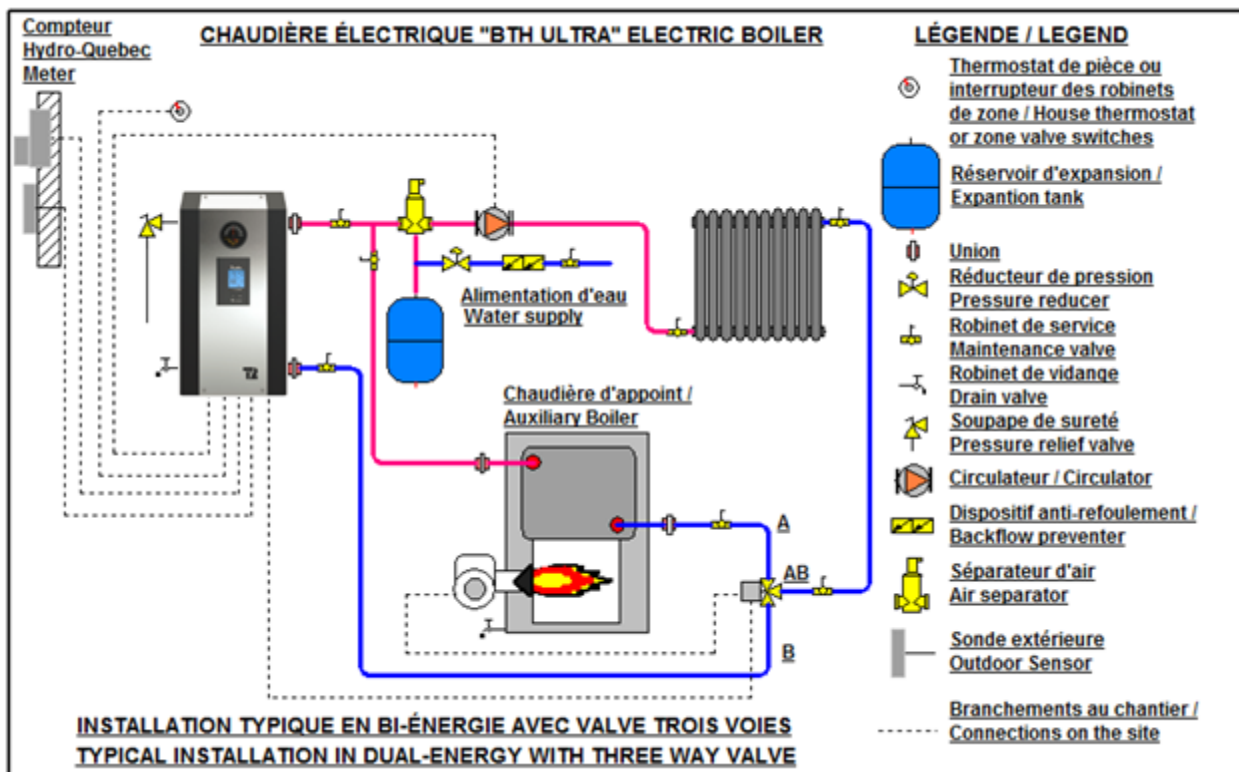 Compteur
Hydro-Quebec
Meter
CHAUDIÈRE ÉLECTRIQUE "BTH ULTRA" ELECTRIC BOILER
LÉGENDE / LEGEND
Thermostat de pièce ou
interrupteur des robinets
de zone / House thermostat
or zone valve switches
Réservoir d'expansion /
Expantion tank
Union
Réducteur de pression
Pressure reducer
Robinet de service
Maintenance valve
Robinet de vidange
Drain valve
Soupape de sureté
Pressure relief valve
Circulateur / Circulator
Dispositif anti-refoulement /
Backflow preventer
Séparateur d'air
Air separator
Sonde extérieure
Outdoor Sensor
Branchements au chantier /
Connections on the site
Alimentation d'eau
Water supply
Chaudière d'appoint /
Auxiliary Boiler
A
AB
B
INSTALLATION TYPIQUE EN BI-ÉNERGIE AVEC VALVE TROIS VOIES
TYPICAL INSTALLATION IN DUAL-ENERGY WITH THREE WAY VALVE